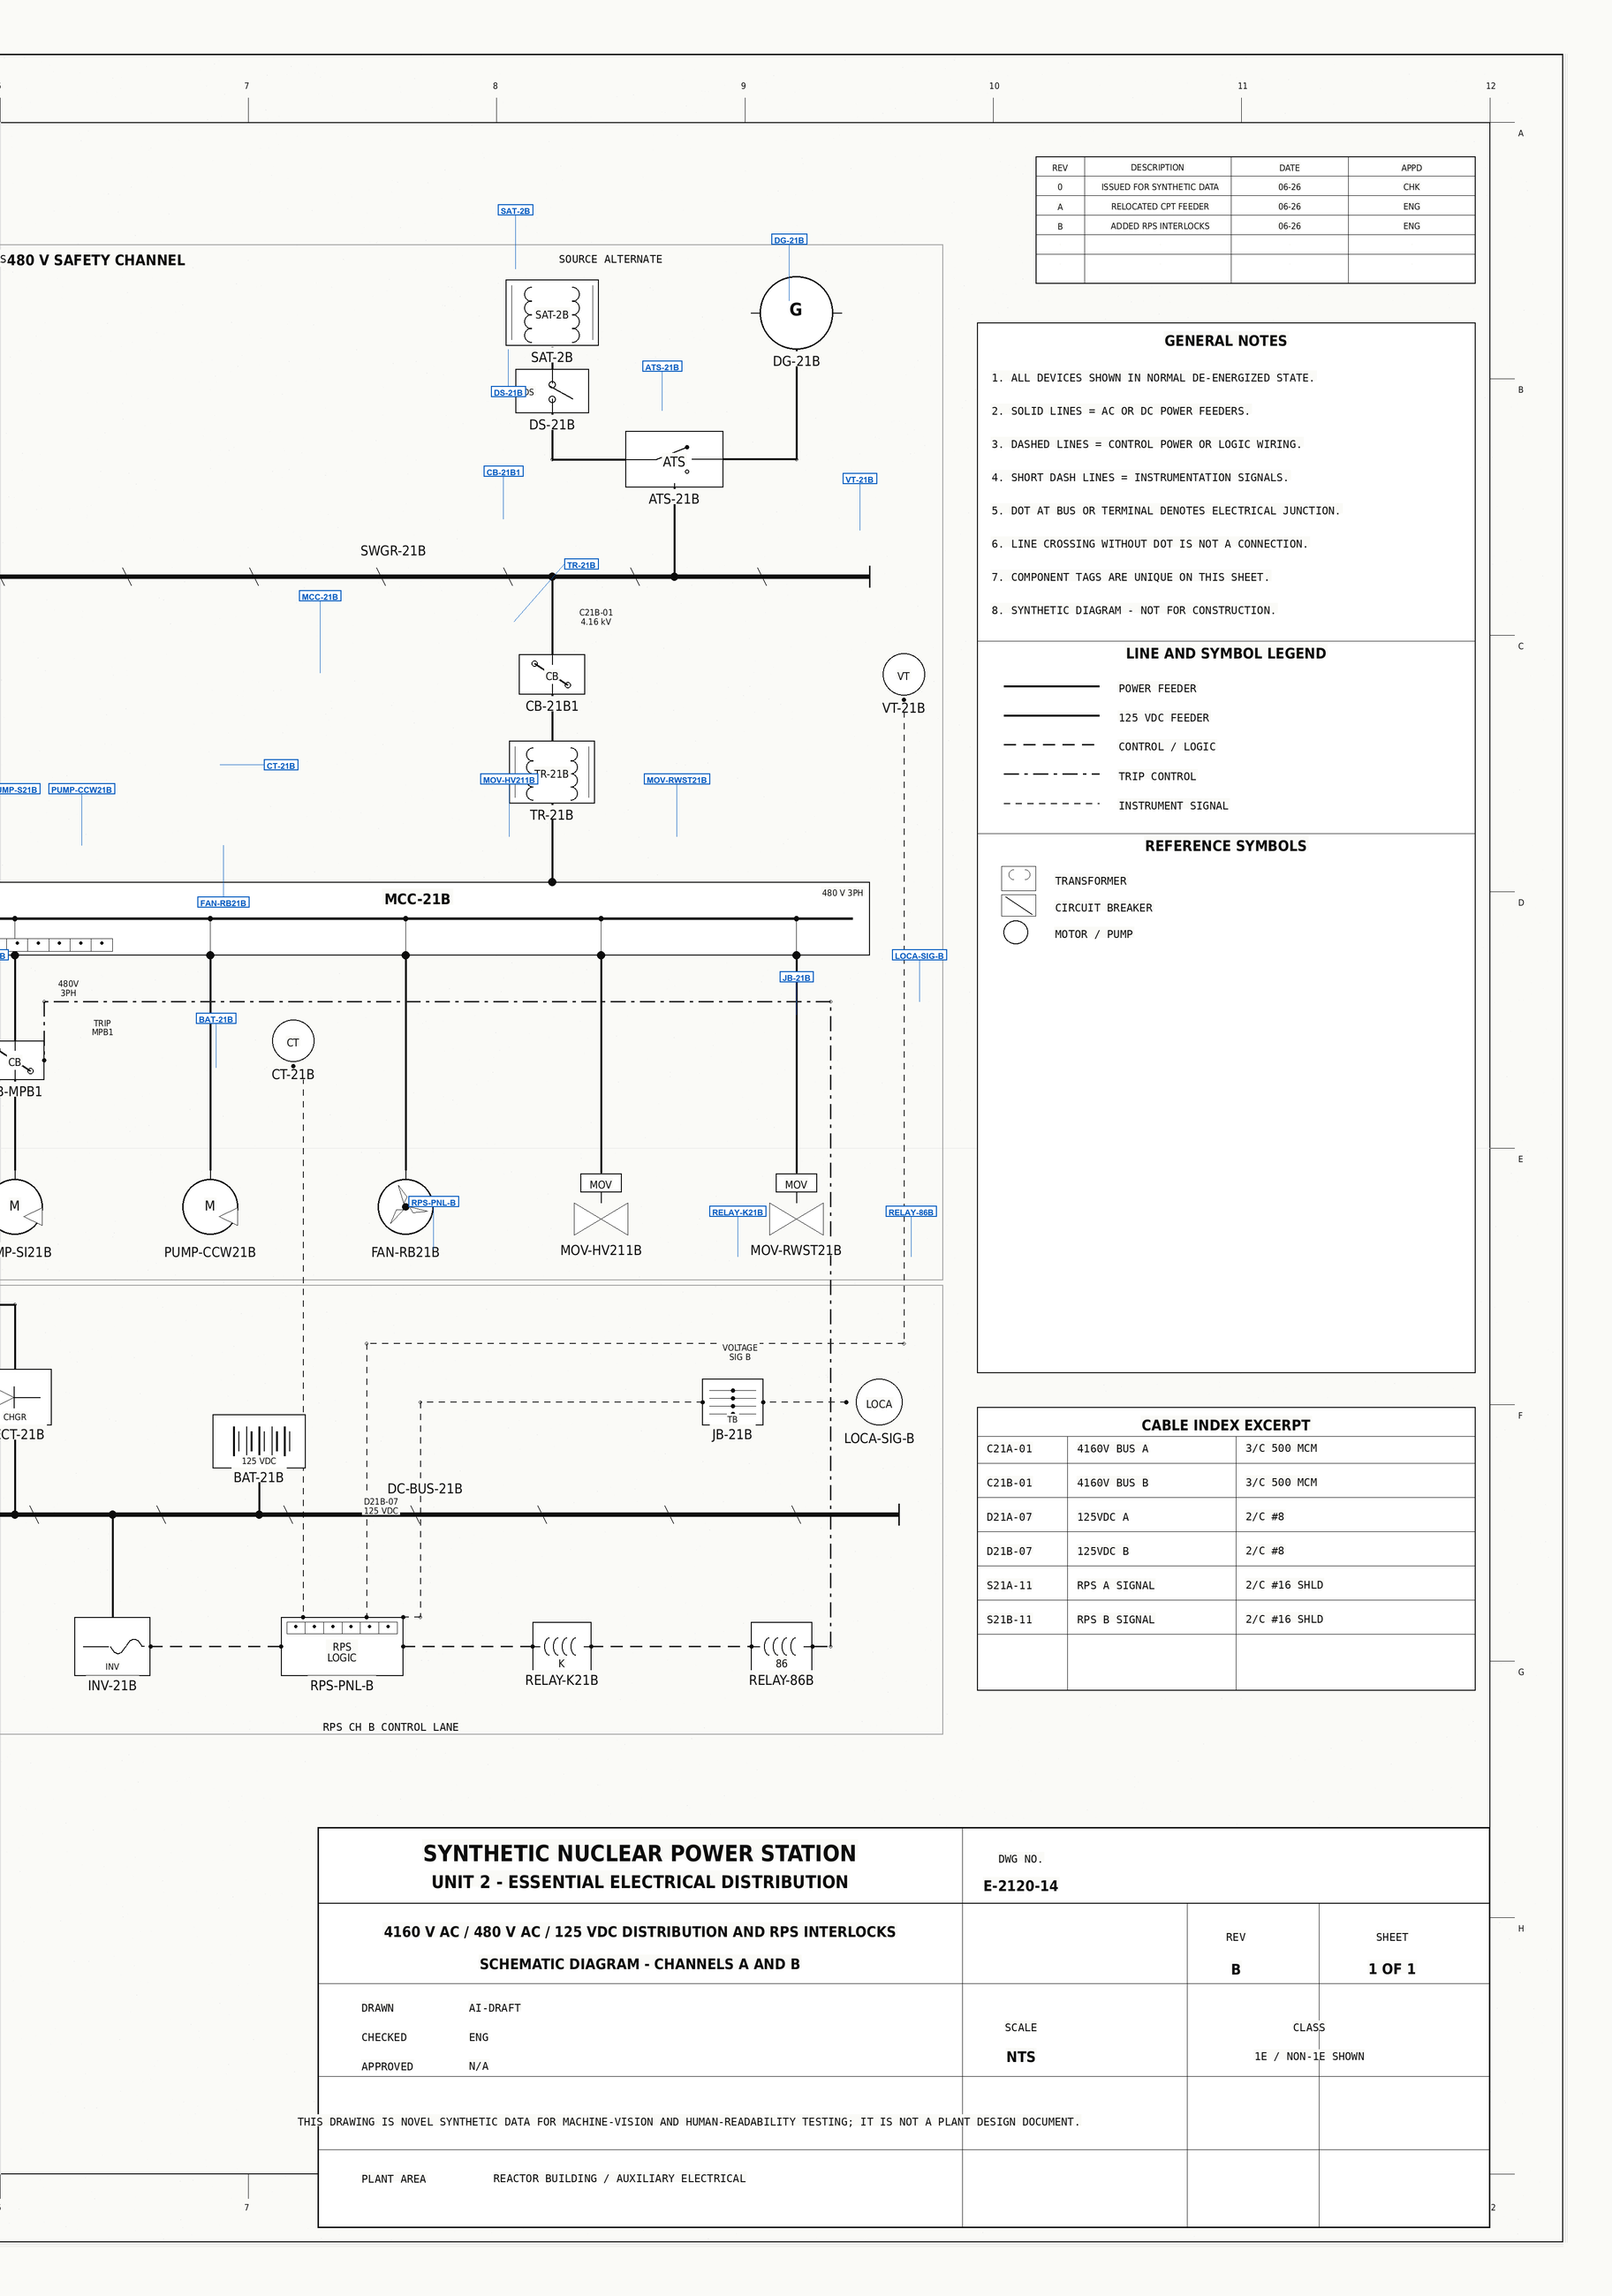 7
8
9
10
11
12
A
REV DESCRIPTION DATE APPD
0 ISSUED FOR SYNTHETIC DATA 06-26 CHK
A RELOCATED CPT FEEDER 06-26 ENG
B ADDED RPS INTERLOCKS 06-26 ENG
SAT-2B
DG-21B
480 V SAFETY CHANNEL
SOURCE ALTERNATE
SAT-2B
G
SAT-2B
DG-21B
ATS-21B
DS-21B
DS
DS-21B
ATS
ATS-21B
CB-21B1
VT-21B
SWGR-21B
TR-21B
MCC-21B
C21B-01
4.16 kV
CB
CB-21B1
VT
VT-21B
CT-21B
TR-21B
MOV-HV211B
MOV-RWST21B
UMP-S21B
PUMP-CCW21B
TR-21B
MCC-21B
480 V 3PH
FAN-RB21B
LOCA-SIG-B
JB-21B
480V
3PH
TRIP
MPB1
BAT-21B
CT
CT-21B
CB
B-MPB1
MOV
MOV
M
M
RPS-PNL-B
RELAY-K21B
RELAY-86B
MP-SI21B
PUMP-CCW21B
FAN-RB21B
MOV-HV211B
MOV-RWST21B
VOLTAGE
SIG B
CHGR
CT-21B
125 VDC
BAT-21B
TB
JB-21B
LOCA
LOCA-SIG-B
DC-BUS-21B
D21B-07
125 VDC
INV
INV-21B
RPS
LOGIC
RPS-PNL-B
K
RELAY-K21B
86
RELAY-86B
RPS CH B CONTROL LANE
GENERAL NOTES
1. ALL DEVICES SHOWN IN NORMAL DE-ENERGIZED STATE.
2. SOLID LINES = AC OR DC POWER FEEDERS.
3. DASHED LINES = CONTROL POWER OR LOGIC WIRING.
4. SHORT DASH LINES = INSTRUMENTATION SIGNALS.
5. DOT AT BUS OR TERMINAL DENOTES ELECTRICAL JUNCTION.
6. LINE CROSSING WITHOUT DOT IS NOT A CONNECTION.
7. COMPONENT TAGS ARE UNIQUE ON THIS SHEET.
8. SYNTHETIC DIAGRAM - NOT FOR CONSTRUCTION.
LINE AND SYMBOL LEGEND
POWER FEEDER
125 VDC FEEDER
CONTROL / LOGIC
TRIP CONTROL
INSTRUMENT SIGNAL
REFERENCE SYMBOLS
TRANSFORMER
CIRCUIT BREAKER
MOTOR / PUMP
B
C
D
E
F
G
H
CABLE INDEX EXCERPT
C21A-01 4160V BUS A 3/C 500 MCM
C21B-01 4160V BUS B 3/C 500 MCM
D21A-07 125VDC A 2/C #8
D21B-07 125VDC B 2/C #8
S21A-11 RPS A SIGNAL 2/C #16 SHLD
S21B-11 RPS B SIGNAL 2/C #16 SHLD
SYNTHETIC NUCLEAR POWER STATION
UNIT 2 - ESSENTIAL ELECTRICAL DISTRIBUTION
DWG NO.
E-2120-14
4160 V AC / 480 V AC / 125 VDC DISTRIBUTION AND RPS INTERLOCKS
SCHEMATIC DIAGRAM - CHANNELS A AND B
REV
B
SHEET
1 OF 1
DRAWN AI-DRAFT
CHECKED ENG
APPROVED N/A
SCALE
NTS
CLASS
1E / NON-1E SHOWN
THIS DRAWING IS NOVEL SYNTHETIC DATA FOR MACHINE-VISION AND HUMAN-READABILITY TESTING; IT IS NOT A PLANT DESIGN DOCUMENT.
PLANT AREA REACTOR BUILDING / AUXILIARY ELECTRICAL
7
2